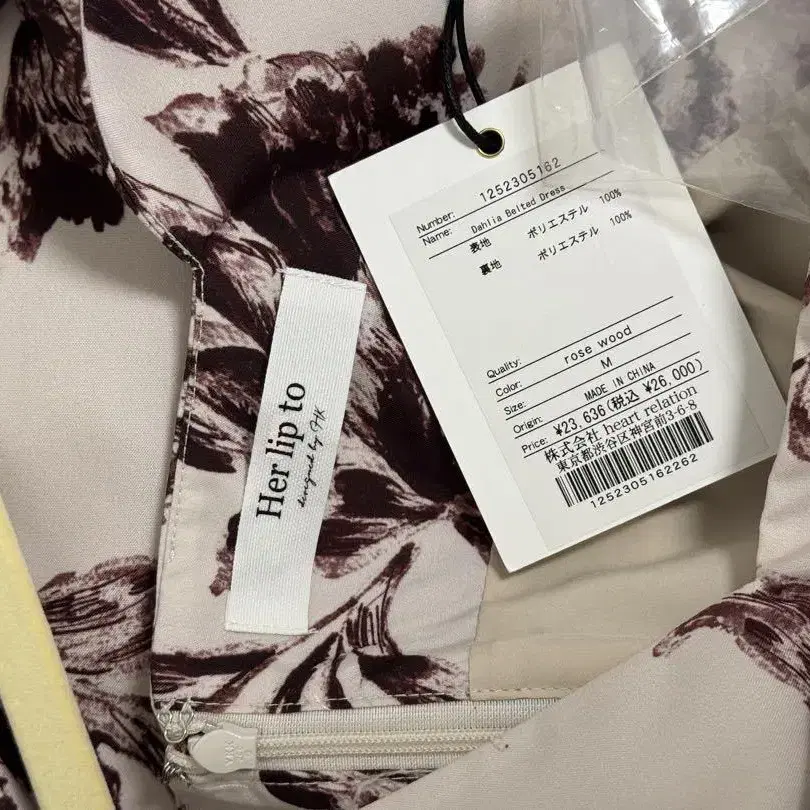 Number: 1252305162
Name: Dahlia Belted Dress
表地 ポリエステル 100%
裏地 ポリエステル 100%
Quality:
Color: rose wood
Size: M
Origin: MADE IN CHINA
Price: ¥23,636(税込 ¥26,000)
株式会社 heart relation
東京都渋谷区神宮前3-6-8
1252305162262
Her lip to
designed by MK
YKK